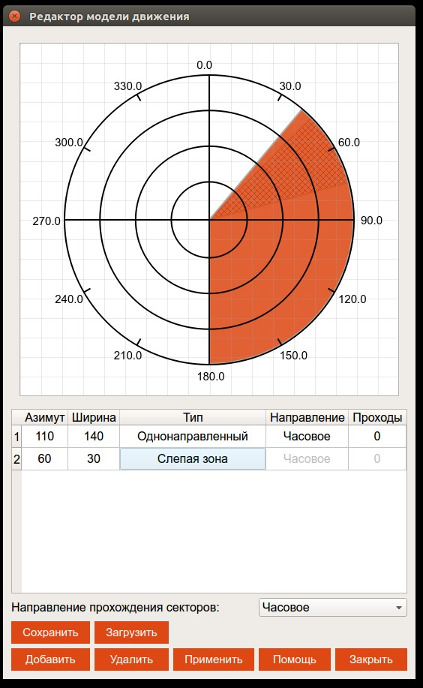 Редактор модели движения
0.0
330.0
30.0
300.0
60.0
270.0
90.0
240.0
120.0
210.0
150.0
180.0
Азимут Ширина Тип Направление Проходы
1 110 140 Однонаправленный Часовое 0
2 60 30 Слепая зона Часовое 0
Направление прохождения секторов: Часовое
Сохранить Загрузить
Добавить Удалить Применить Помощь Закрыть